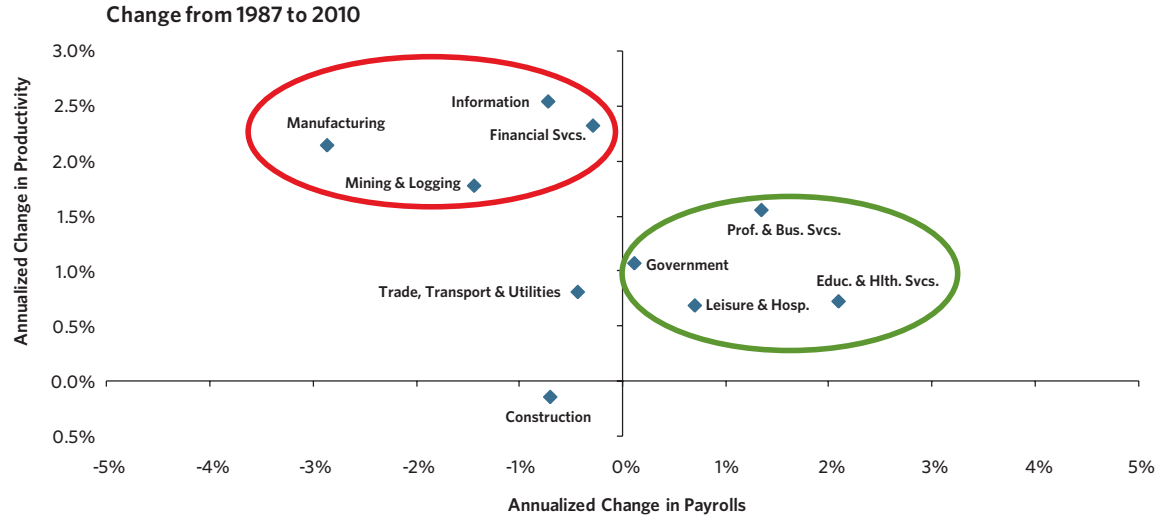 Change from 1987 to 2010
Annualized Change in Productivity
3.0%
2.5%
2.0%
1.5%
1.0%
0.5%
0.0%
0.5%
Information
Manufacturing
Financial Svcs.
Mining & Logging
Prof. & Bus. Svcs.
Government
Educ. & Hlth. Svcs.
Trade, Transport & Utilities
Leisure & Hosp.
Construction
-5% -4% -3% -2% -1% 0% 1% 2% 3% 4% 5%
Annualized Change in Payrolls